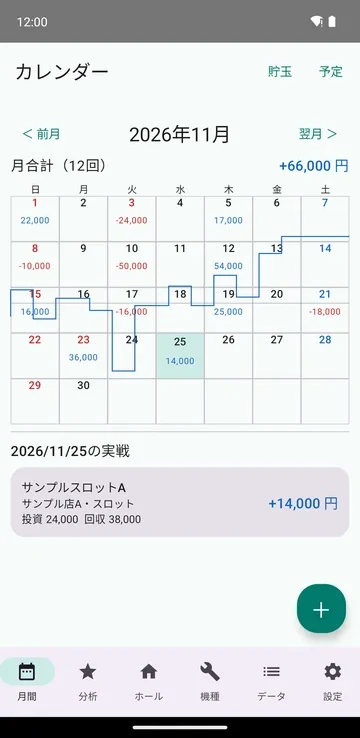 12:00
カレンダー 貯玉 予定
< 前月 2026年11月 翌月 >
月合計（12回） +66,000 円
日 月 火 水 木 金 土
1 2 3 4 5 6 7
22,000 -24,000 17,000
8 9 10 11 12 13 14
-10,000 -50,000 54,000
15 16 17 18 19 20 21
16,000 -16,000 25,000 -18,000
22 23 24 25 26 27 28
36,000 14,000
29 30
2026/11/25の実戦
サンプルスロットA
サンプル店A・スロット +14,000 円
投資 24,000 回収 38,000
+
月間 分析 ホール 機種 データ 設定